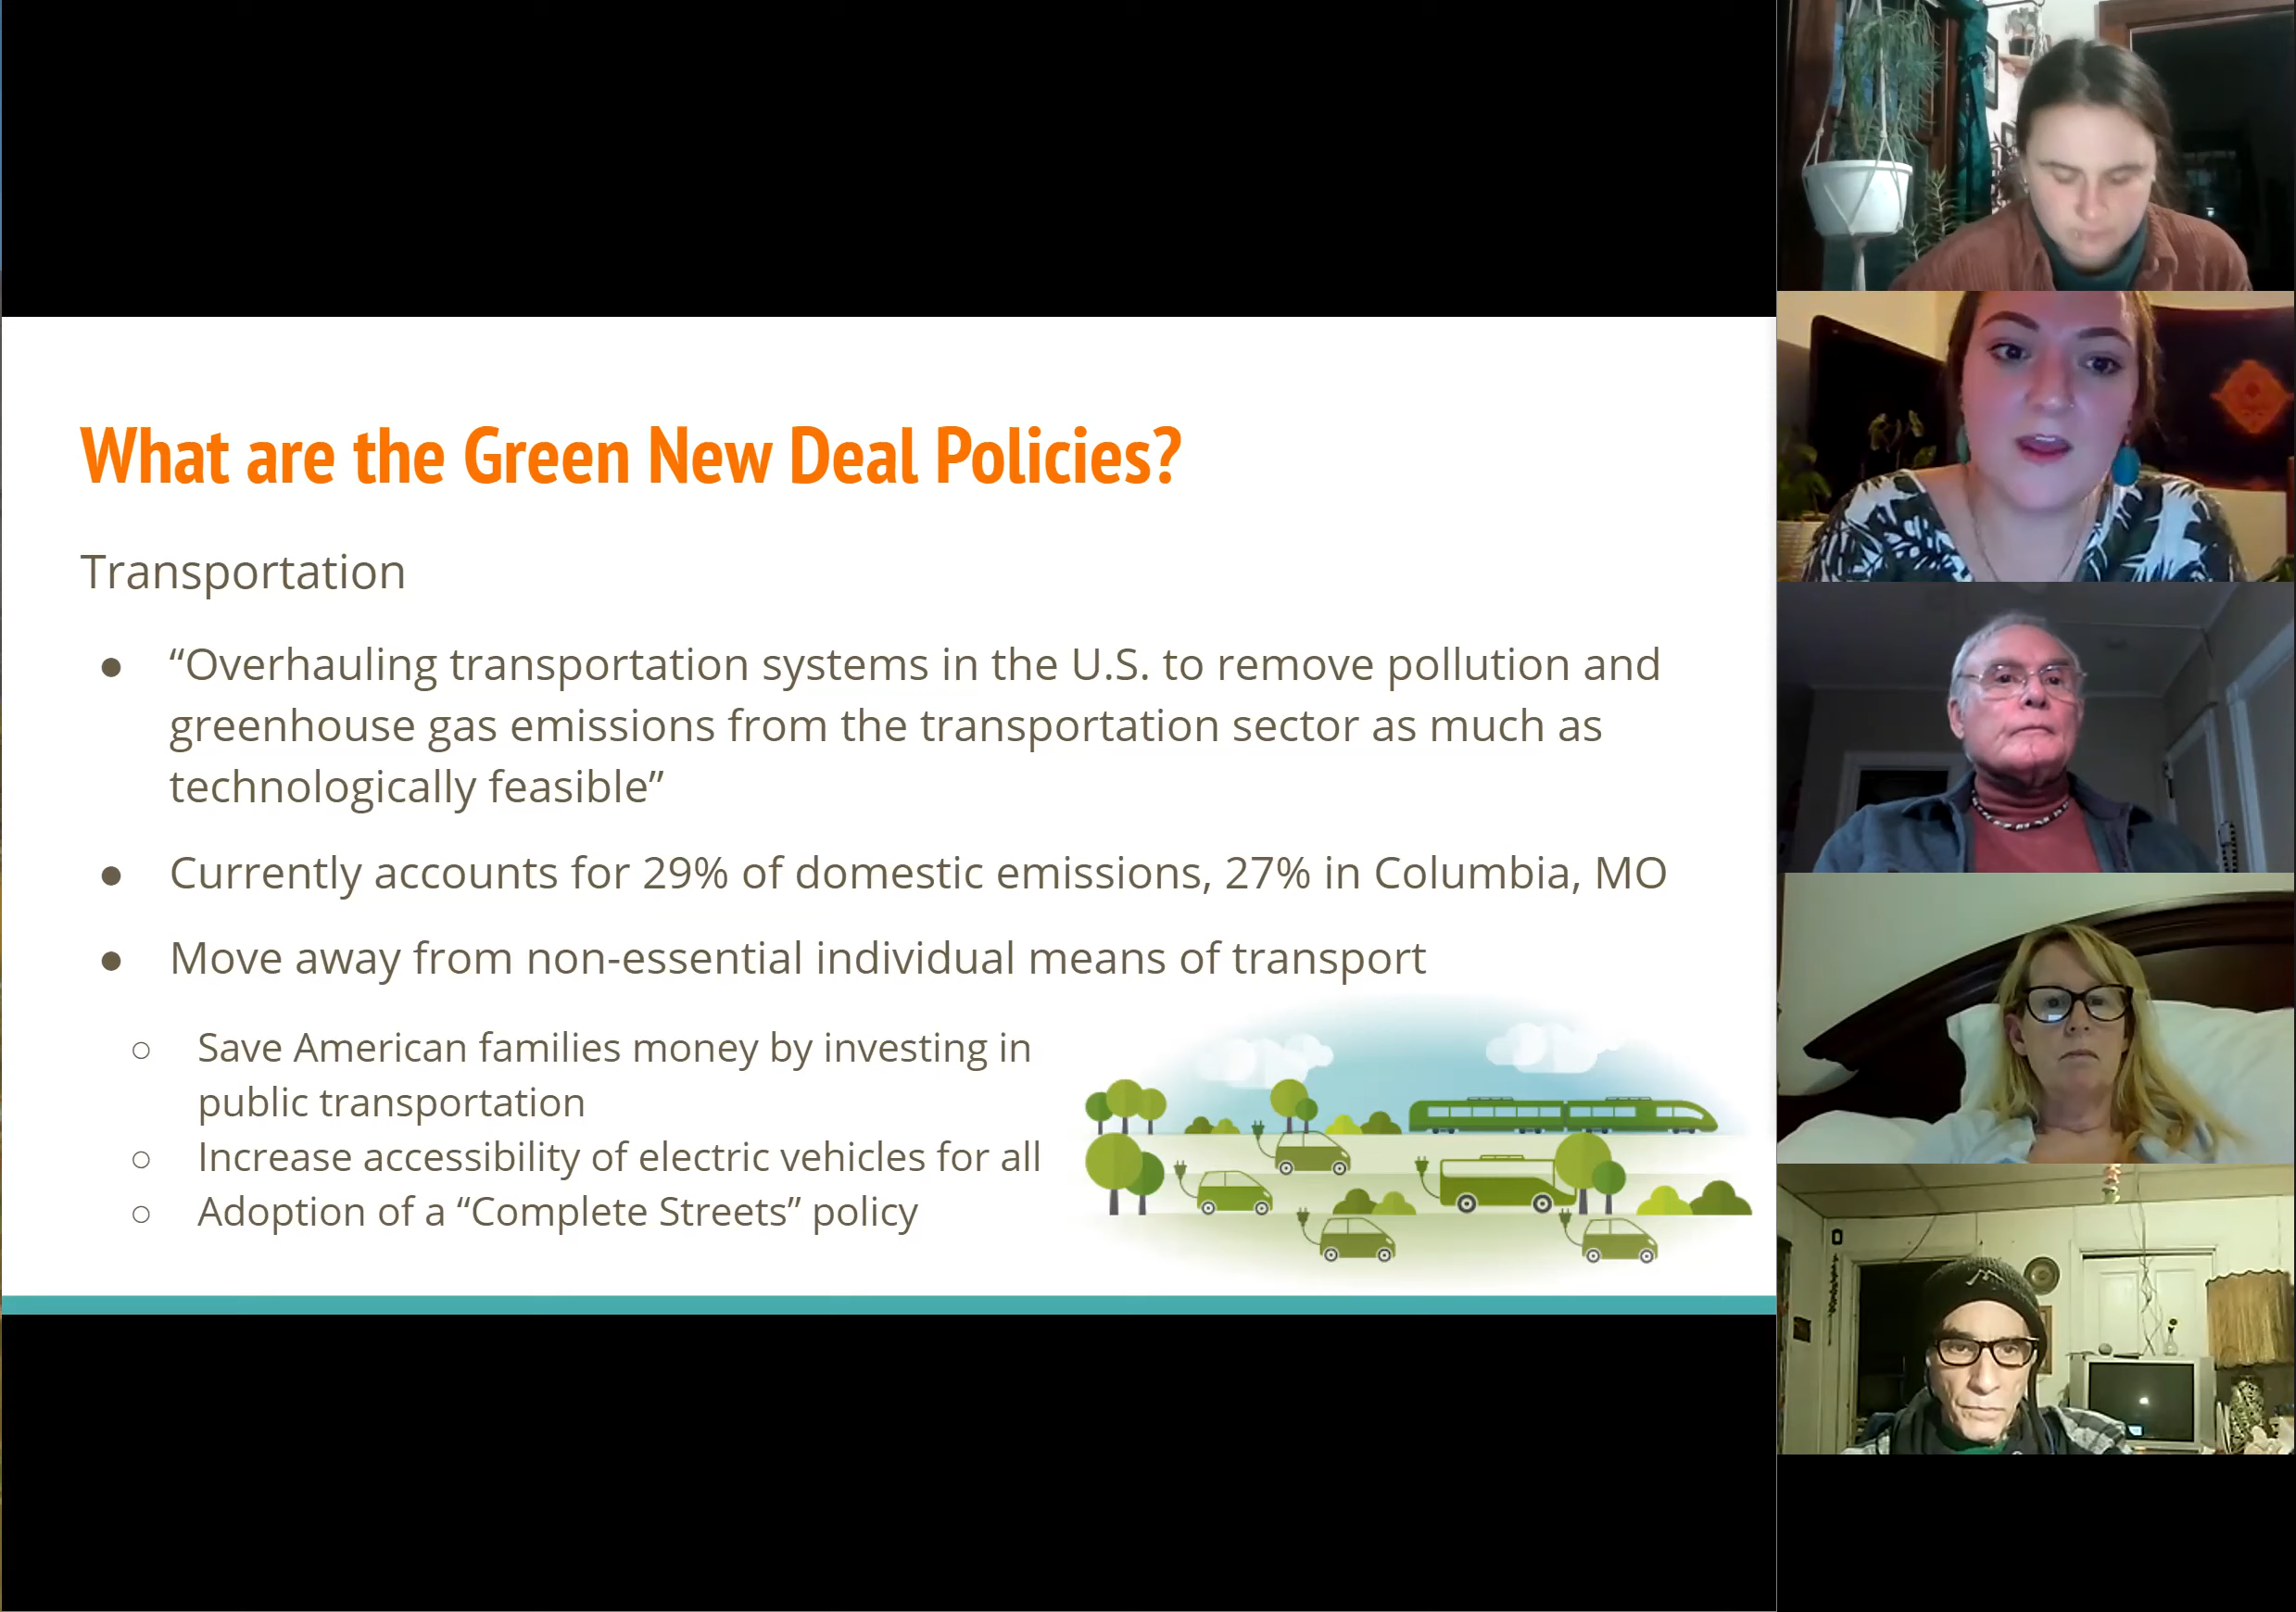 What are the Green New Deal Policies?
Transportation
● “Overhauling transportation systems in the U.S. to remove pollution and
greenhouse gas emissions from the transportation sector as much as
technologically feasible”
● Currently accounts for 29% of domestic emissions, 27% in Columbia, MO
● Move away from non-essential individual means of transport
○ Save American families money by investing in
public transportation
○ Increase accessibility of electric vehicles for all
○ Adoption of a “Complete Streets” policy